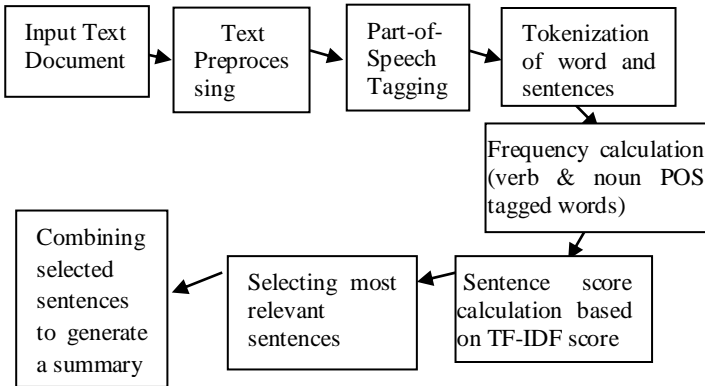 Input Text
Document
Text
Preproces
sing
Part-of-
Speech
Tagging
Tokenization
of word and
sentences
Frequency calculation
(verb & noun POS
tagged words)
Sentence score
calculation based
on TF-IDF score
Selecting most
relevant
sentences
Combining
selected
sentences
to generate
a summary